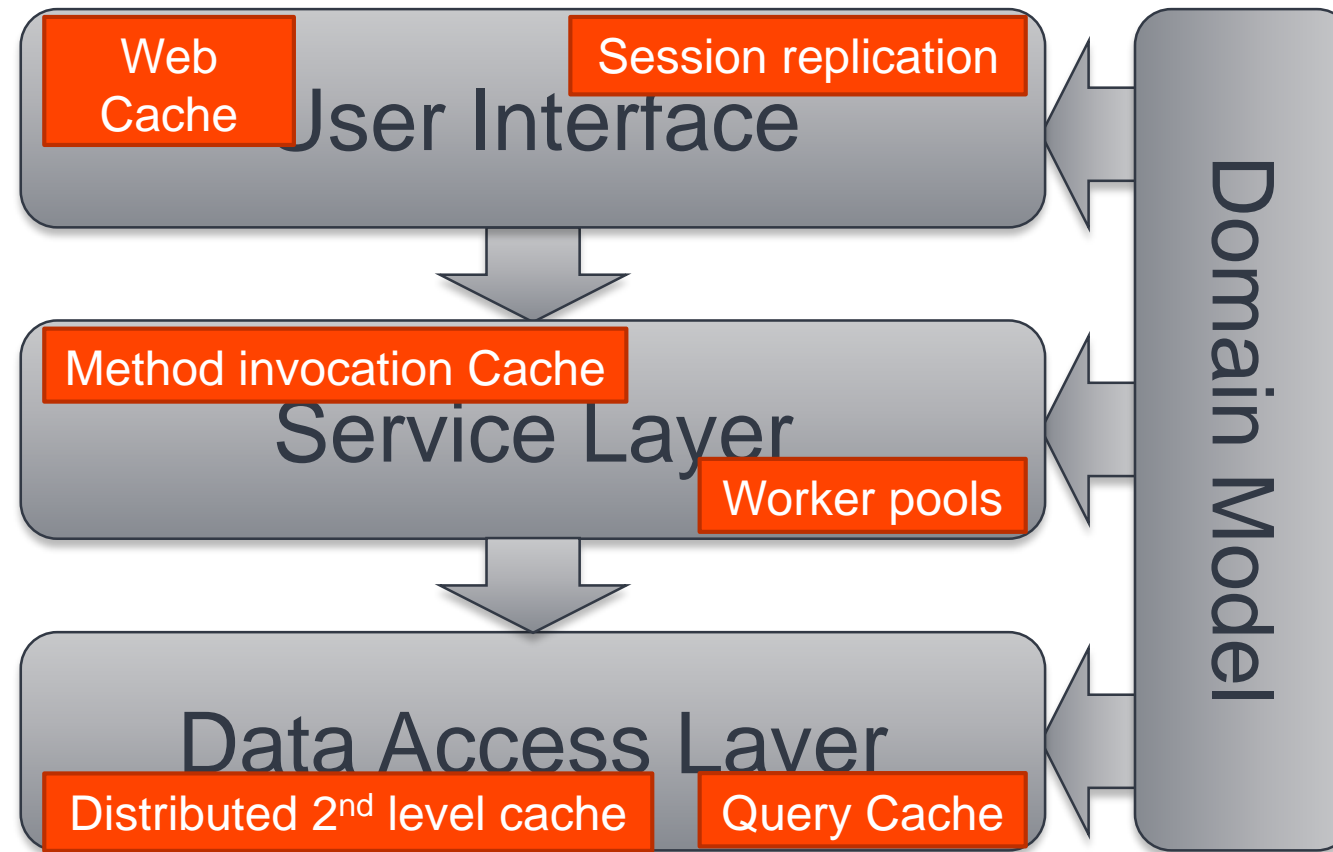 Web
Cache
Session replication
User Interface
Method invocation Cache
Service Layer
Worker pools
Data Access Layer
Distributed 2nd level cache
Query Cache
Domain Model